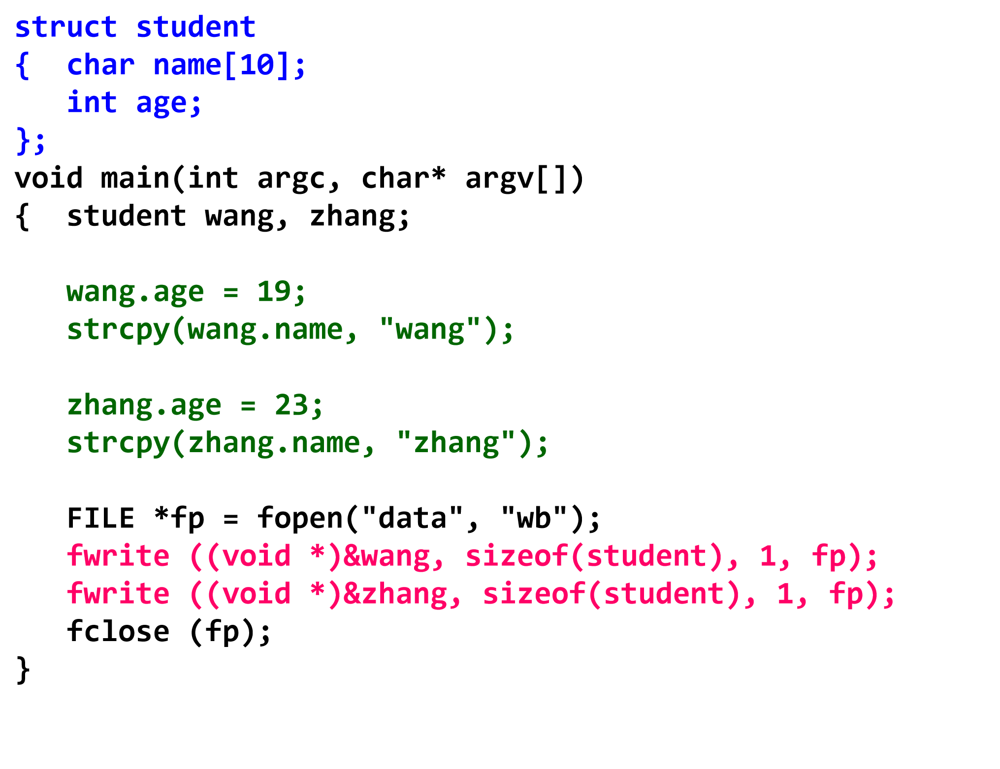 struct student
{  char name[10];
   int age;
};
void main(int argc, char* argv[])
{  student wang, zhang;
   wang.age = 19;
   strcpy(wang.name, "wang");
   zhang.age = 23;
   strcpy(zhang.name, "zhang");
   FILE *fp = fopen("data", "wb");
   fwrite ((void *)&wang, sizeof(student), 1, fp);
   fwrite ((void *)&zhang, sizeof(student), 1, fp);
   fclose (fp);
}